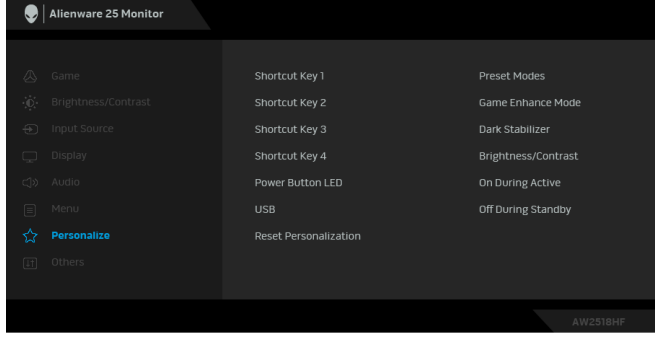 Alienware 25 Monitor
Game
Brightness/Contrast
Input Source
Display
Audio
Menu
Personalize
Others
Shortcut Key 1 Preset Modes
Shortcut Key 2 Game Enhance Mode
Shortcut Key 3 Dark Stabilizer
Shortcut Key 4 Brightness/Contrast
Power Button LED On During Active
USB Off During Standby
Reset Personalization
AW2518HF